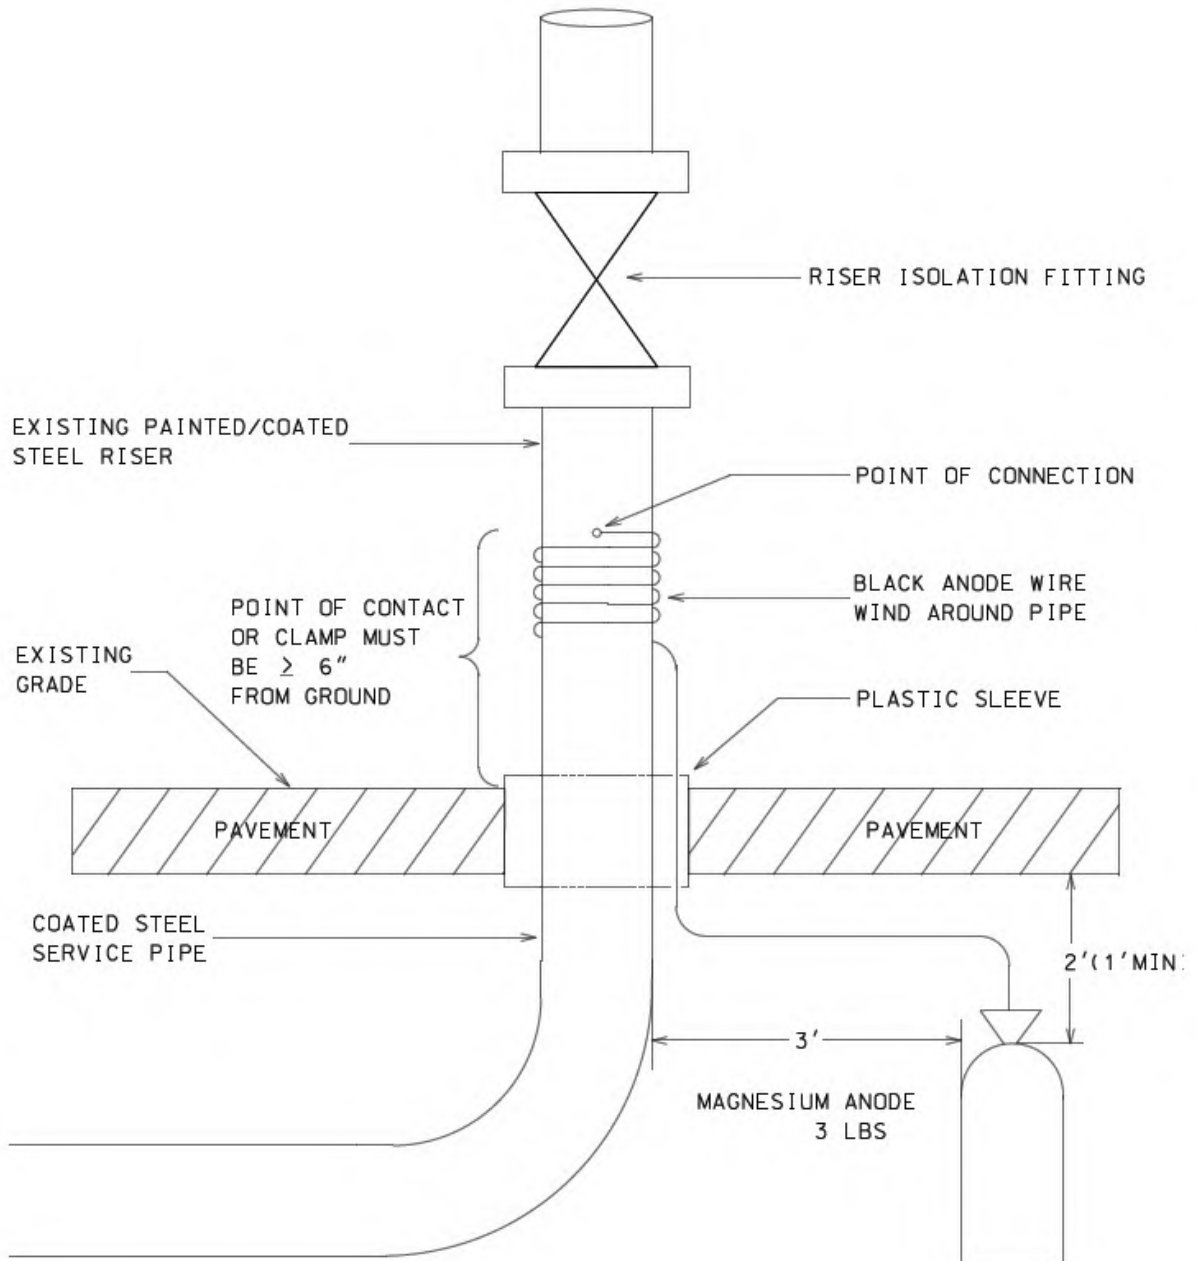 RISER ISOLATION FITTING
EXISTING PAINTED/COATED
STEEL RISER
POINT OF CONNECTION
BLACK ANODE WIRE
WIND AROUND PIPE
POINT OF CONTACT
OR CLAMP MUST
BE ≥ 6"
FROM GROUND
EXISTING
GRADE
PLASTIC SLEEVE
PAVEMENT
PAVEMENT
COATED STEEL
SERVICE PIPE
2'(1'MIN
3'
MAGNESIUM ANODE
3 LBS